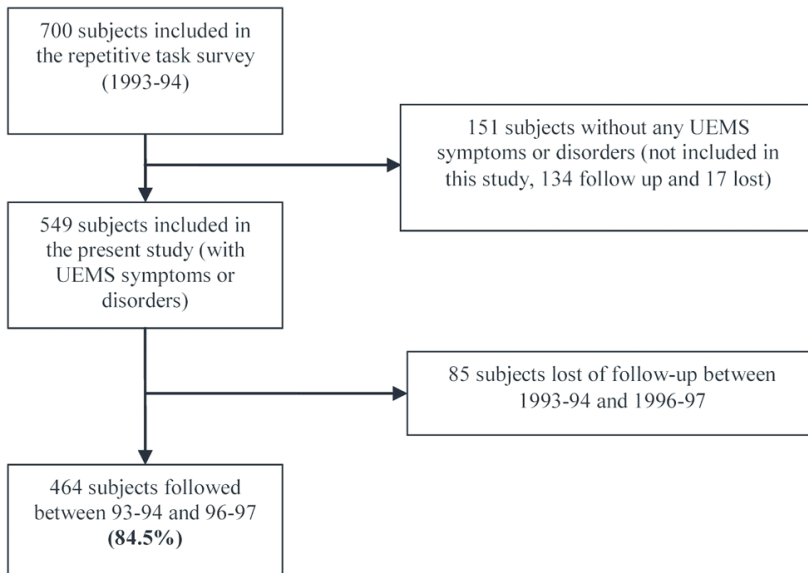 700 subjects included in
the repetitive task survey
(1993-94)
151 subjects without any UEMS
symptoms or disorders (not included in
this study, 134 follow up and 17 lost)
549 subjects included in
the present study (with
UEMS symptoms or
disorders)
85 subjects lost of follow-up between
1993-94 and 1996-97
464 subjects followed
between 93-94 and 96-97
(84.5%)